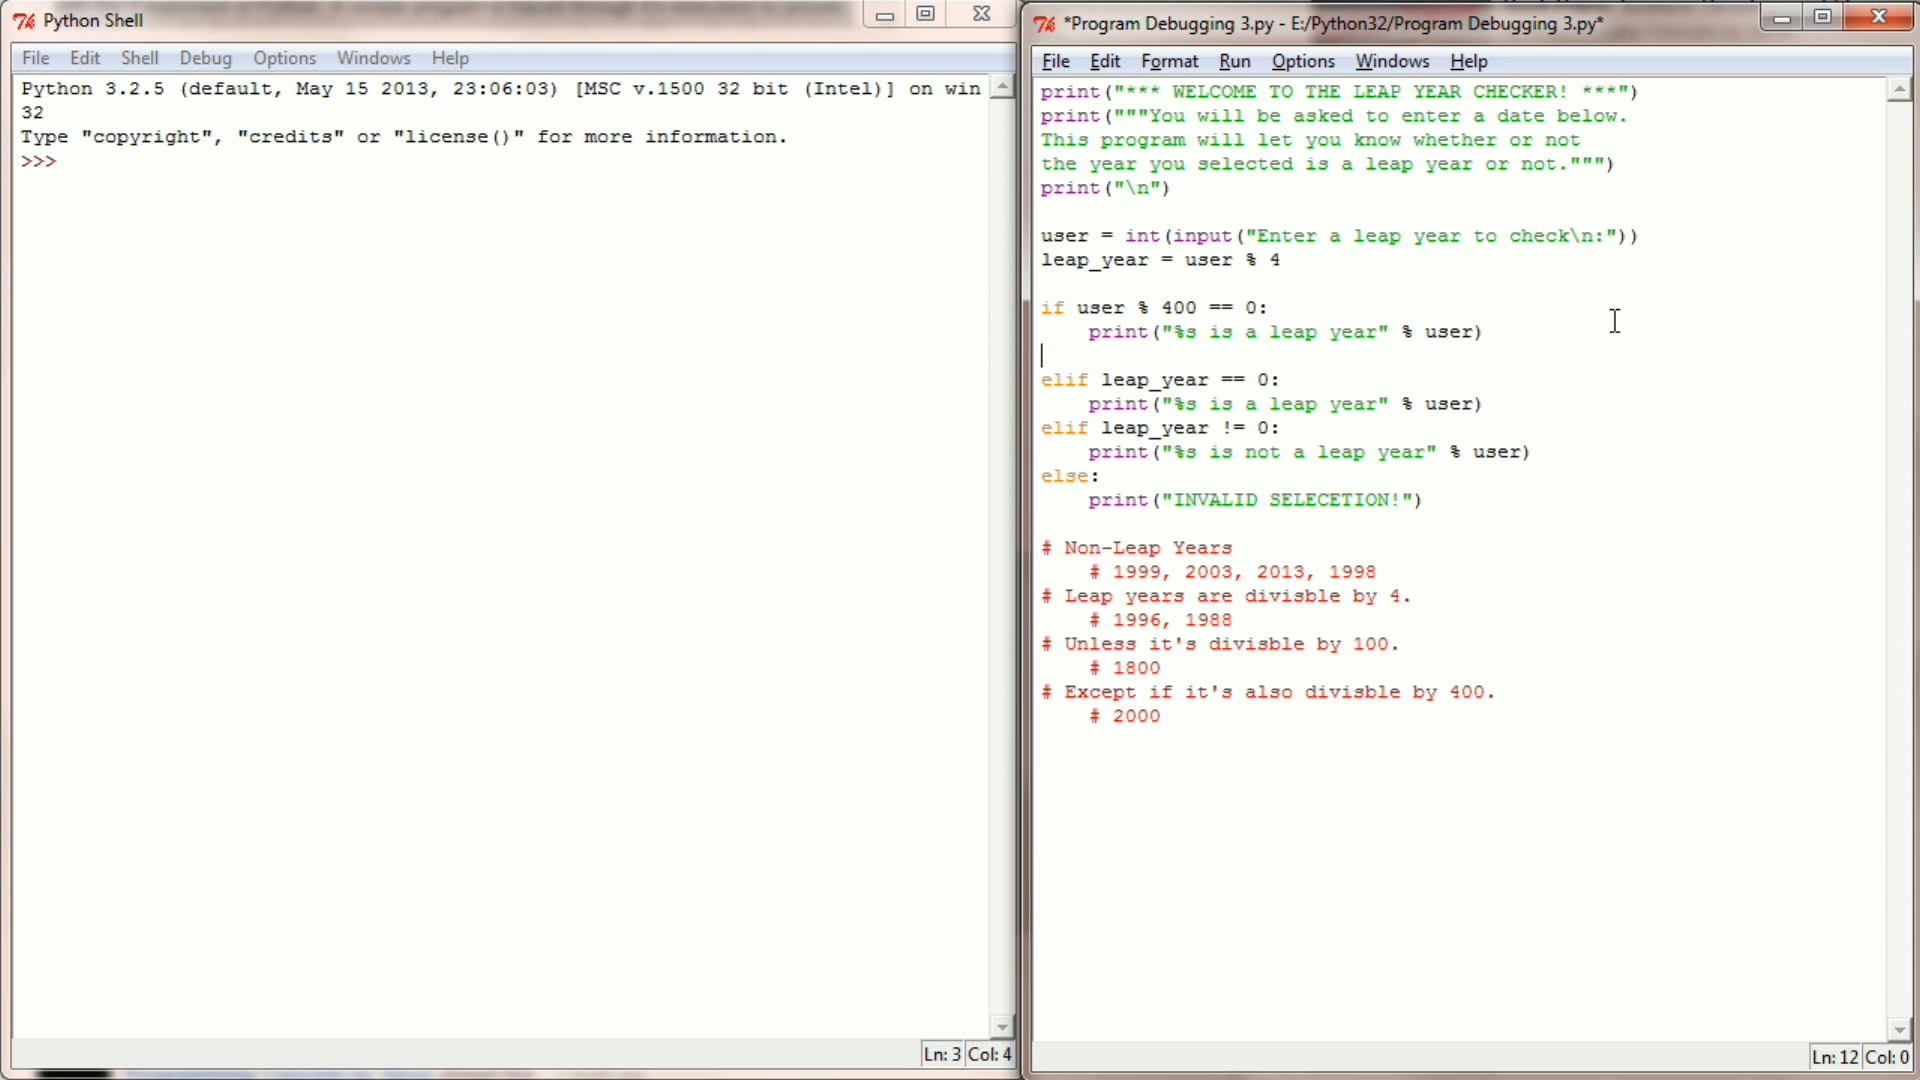 Python Shell
File Edit Shell Debug Options Windows Help
Python 3.2.5 (default, May 15 2013, 23:06:03) [MSC v.1500 32 bit (Intel)] on win
32
Type "copyright", "credits" or "license()" for more information.
>>>
Ln: 3 Col: 4
*Program Debugging 3.py - E:/Python32/Program Debugging 3.py*
File Edit Format Run Options Windows Help
print("*** WELCOME TO THE LEAP YEAR CHECKER! ***")
print("""You will be asked to enter a date below.
This program will let you know whether or not
the year you selected is a leap year or not.""")
print("\n")
user = int(input("Enter a leap year to check\n:"))
leap_year = user % 4
if user % 400 == 0:
    print("%s is a leap year" % user)
elif leap_year == 0:
    print("%s is a leap year" % user)
elif leap_year != 0:
    print("%s is not a leap year" % user)
else:
    print("INVALID SELECETION!")
# Non-Leap Years
    # 1999, 2003, 2013, 1998
# Leap years are divisble by 4.
    # 1996, 1988
# Unless it's divisble by 100.
    # 1800
# Except if it's also divisble by 400.
    # 2000
Ln: 12 Col: 0